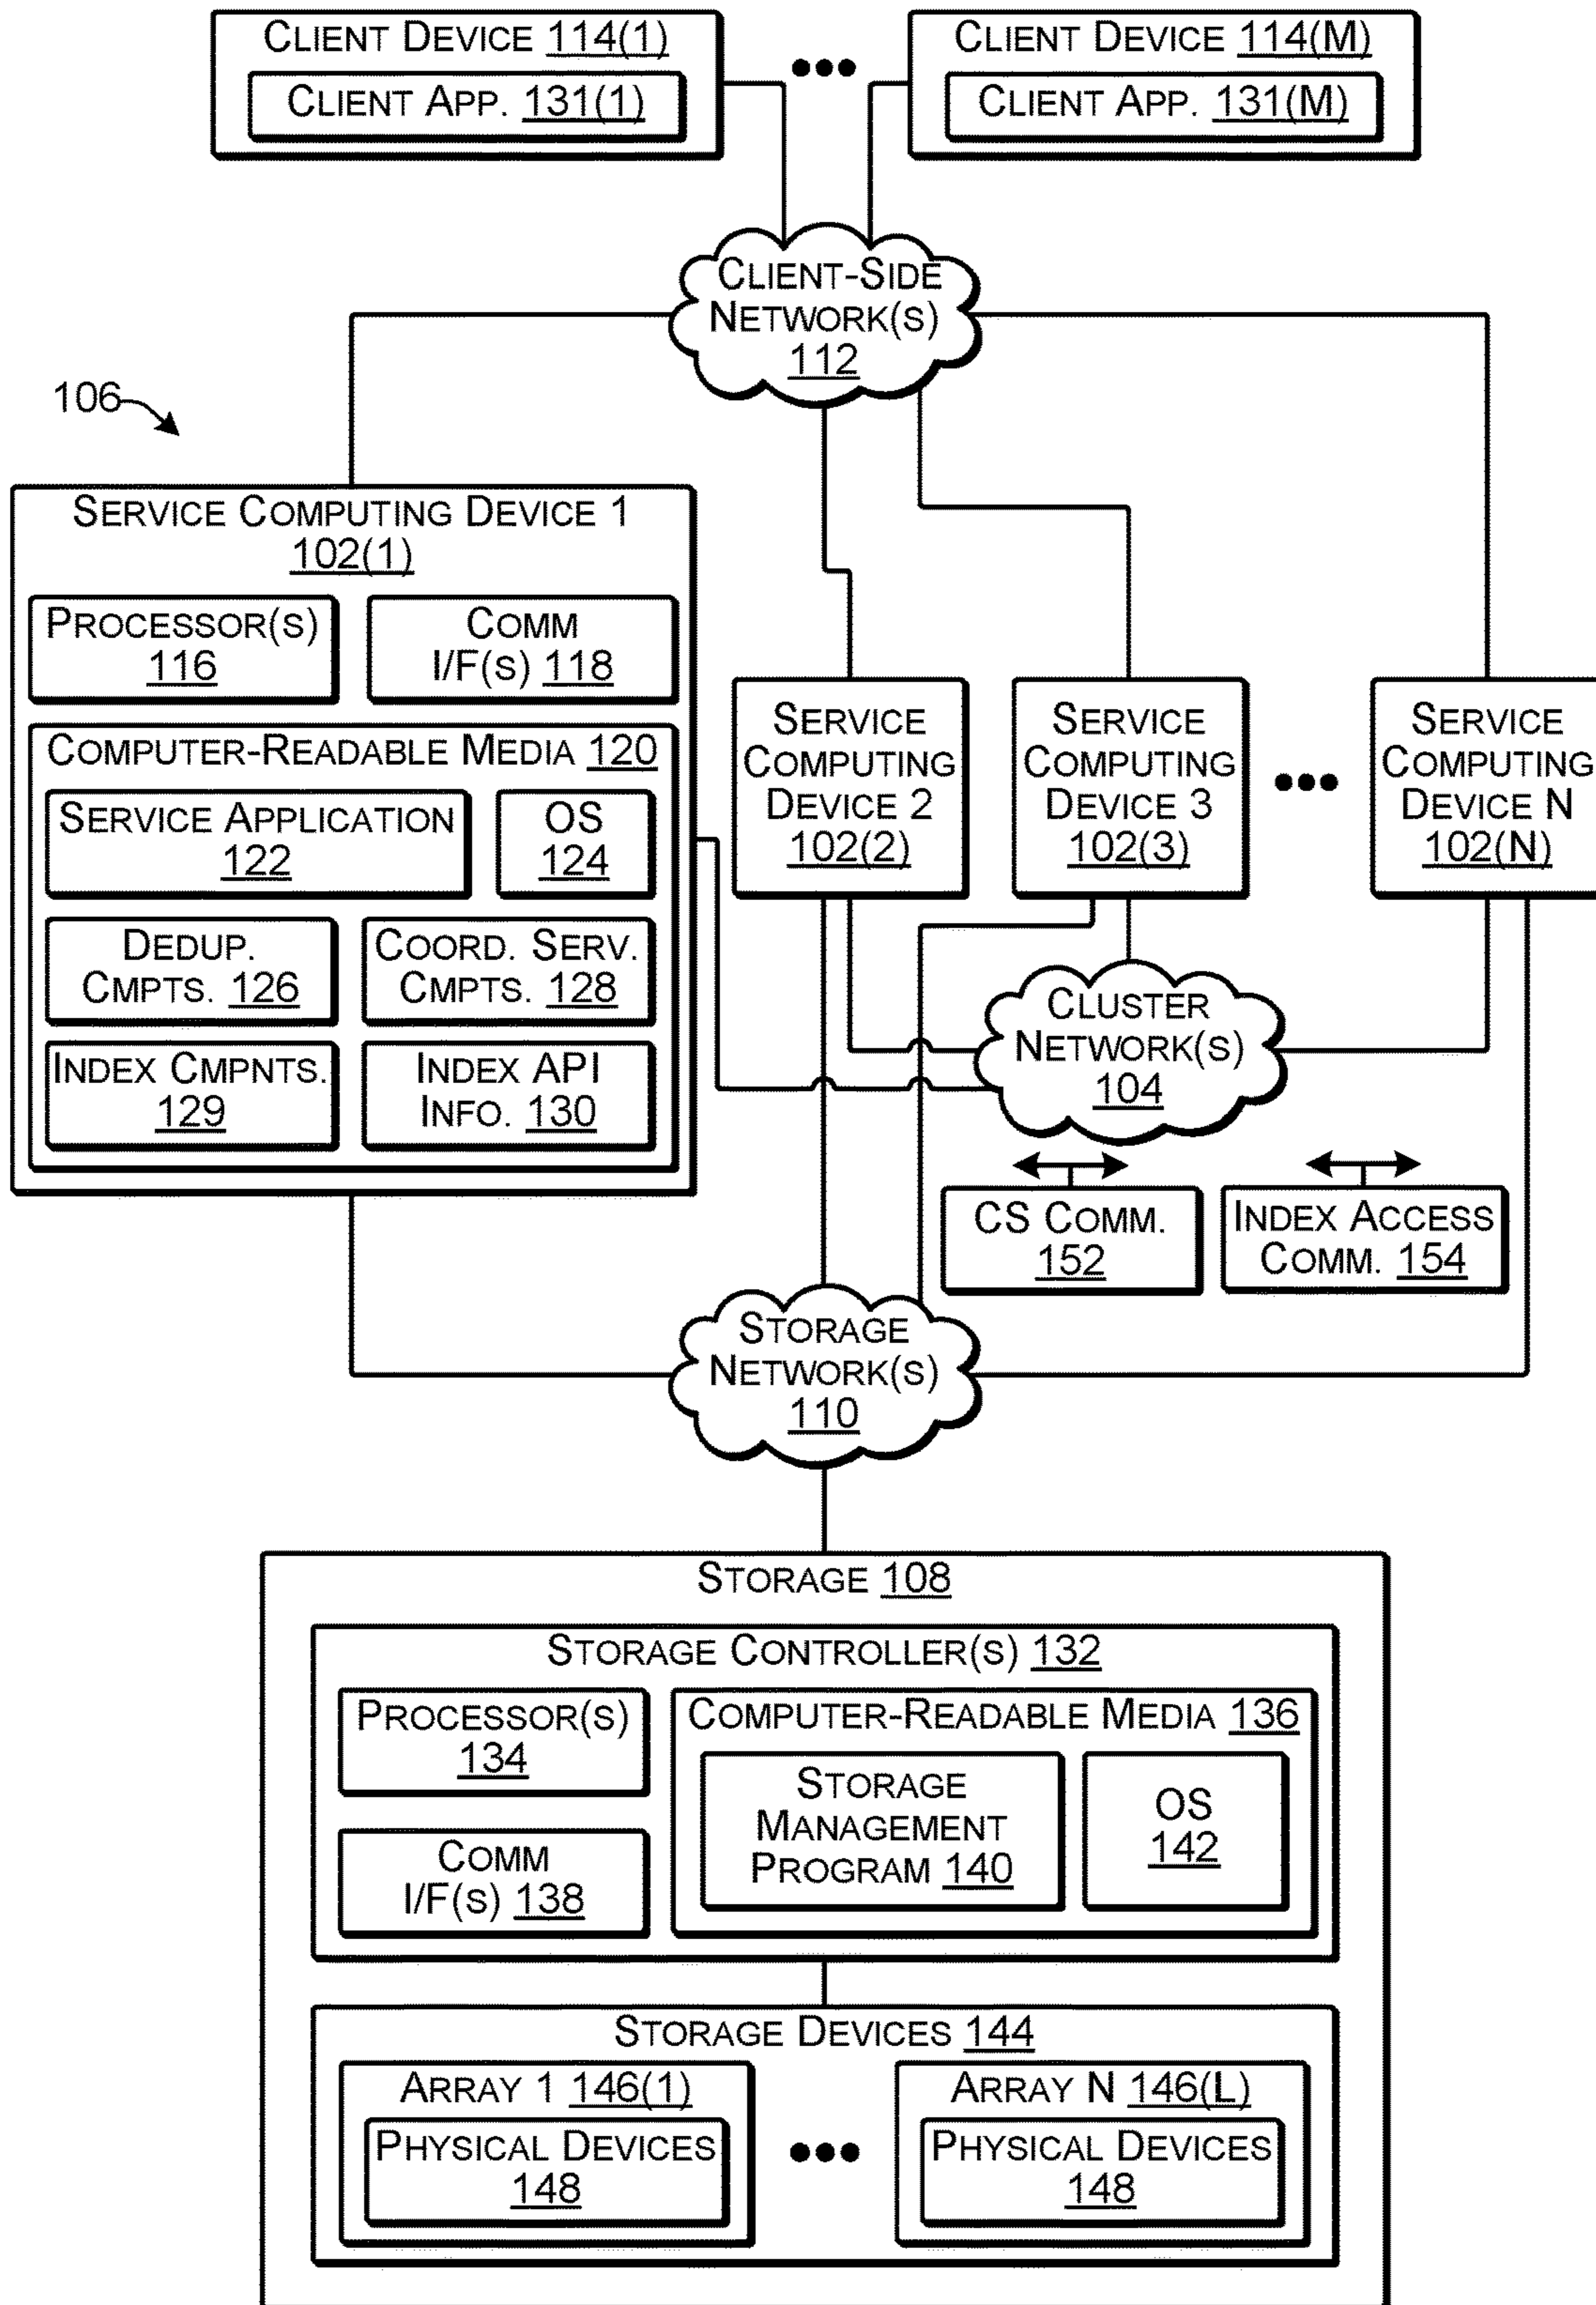 CLIENT DEVICE 114(1)
CLIENT APP. 131(1)
CLIENT DEVICE 114(M)
CLIENT APP. 131(M)
CLIENT-SIDE
NETWORK(S)
112
106
SERVICE COMPUTING DEVICE 1
102(1)
PROCESSOR(S)
116
COMM
I/F(S) 118
COMPUTER-READABLE MEDIA 120
SERVICE APPLICATION
122
OS
124
DEDUP.
CMPTS. 126
COORD. SERV.
CMPTS. 128
INDEX CMPNTS.
129
INDEX API
INFO. 130
SERVICE
COMPUTING
DEVICE 2
102(2)
SERVICE
COMPUTING
DEVICE 3
102(3)
SERVICE
COMPUTING
DEVICE N
102(N)
CLUSTER
NETWORK(S)
104
CS COMM.
152
INDEX ACCESS
COMM. 154
STORAGE
NETWORK(S)
110
STORAGE 108
STORAGE CONTROLLER(S) 132
PROCESSOR(S)
134
COMM
I/F(S) 138
COMPUTER-READABLE MEDIA 136
STORAGE
MANAGEMENT
PROGRAM 140
OS
142
STORAGE DEVICES 144
ARRAY 1 146(1)
PHYSICAL DEVICES
148
ARRAY N 146(L)
PHYSICAL DEVICES
148